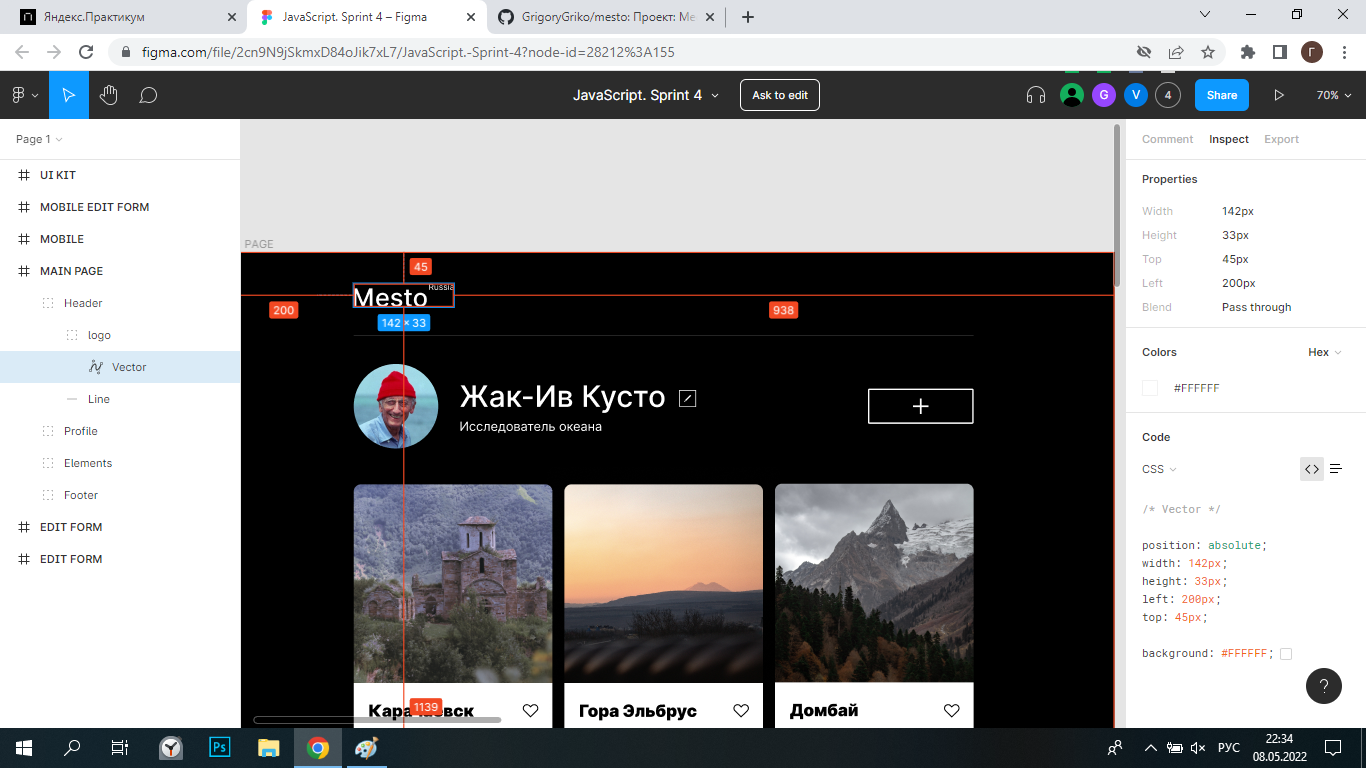 Яндекс.Практикум
JavaScript. Sprint 4 – Figma
GrigoryGriko/mesto: Проект: Me
figma.com/file/2cn9N9jSkmxD84oJik7xL7/JavaScript.-Sprint-4?node-id=28212%3A155
Г
JavaScript. Sprint 4
Ask to edit
G
V
4
Share
70%
Page 1
Comment
Inspect
Export
UI KIT
MOBILE EDIT FORM
MOBILE
MAIN PAGE
Header
logo
Vector
Line
Profile
Elements
Footer
EDIT FORM
EDIT FORM
PAGE
45
Mesto
Russia
200
938
142 × 33
Жак-Ив Кусто
Исследователь океана
Карачаевск
1139
Гора Эльбрус
Домбай
Properties
Width 142px
Height 33px
Top 45px
Left 200px
Blend Pass through
Colors Hex
#FFFFFF
Code
CSS
/* Vector */
position: absolute;
width: 142px;
height: 33px;
left: 200px;
top: 45px;
background: #FFFFFF;
?
Ps
РУС
22:34
08.05.2022